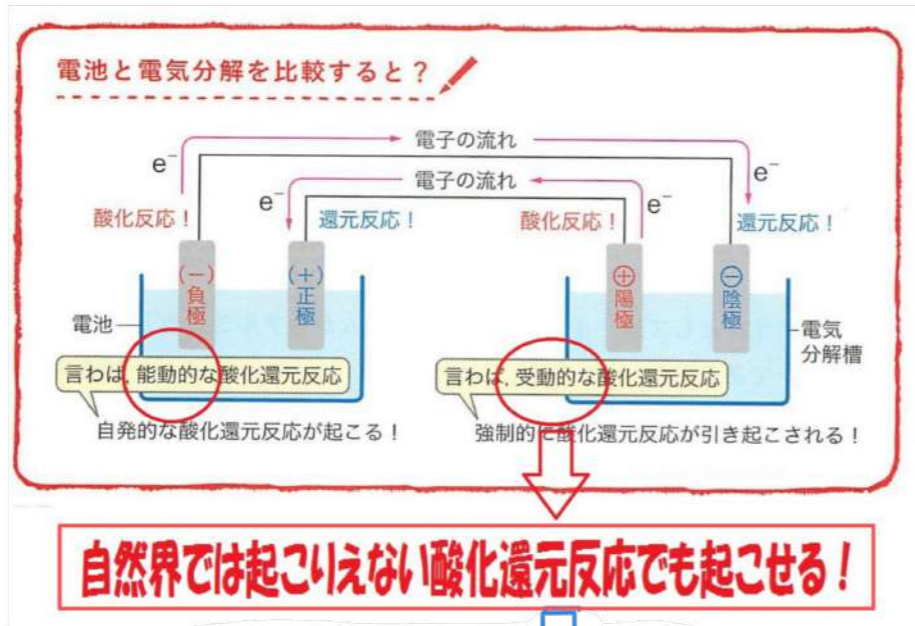 電池と電気分解を比較すると?
電子の流れ
e⁻
e⁻
電子の流れ
e⁻
e⁻
酸化反応!
還元反応!
酸化反応!
還元反応!
(-)負極
(+)正極
⊕陽極
⊖陰極
電池
電気
分解槽
言わば,能動的な酸化還元反応
言わば,受動的な酸化還元反応
自発的な酸化還元反応が起こる!
強制的で酸化還元反応が引き起こされる!
自然界では起こりえない酸化還元反応でも起こせる!